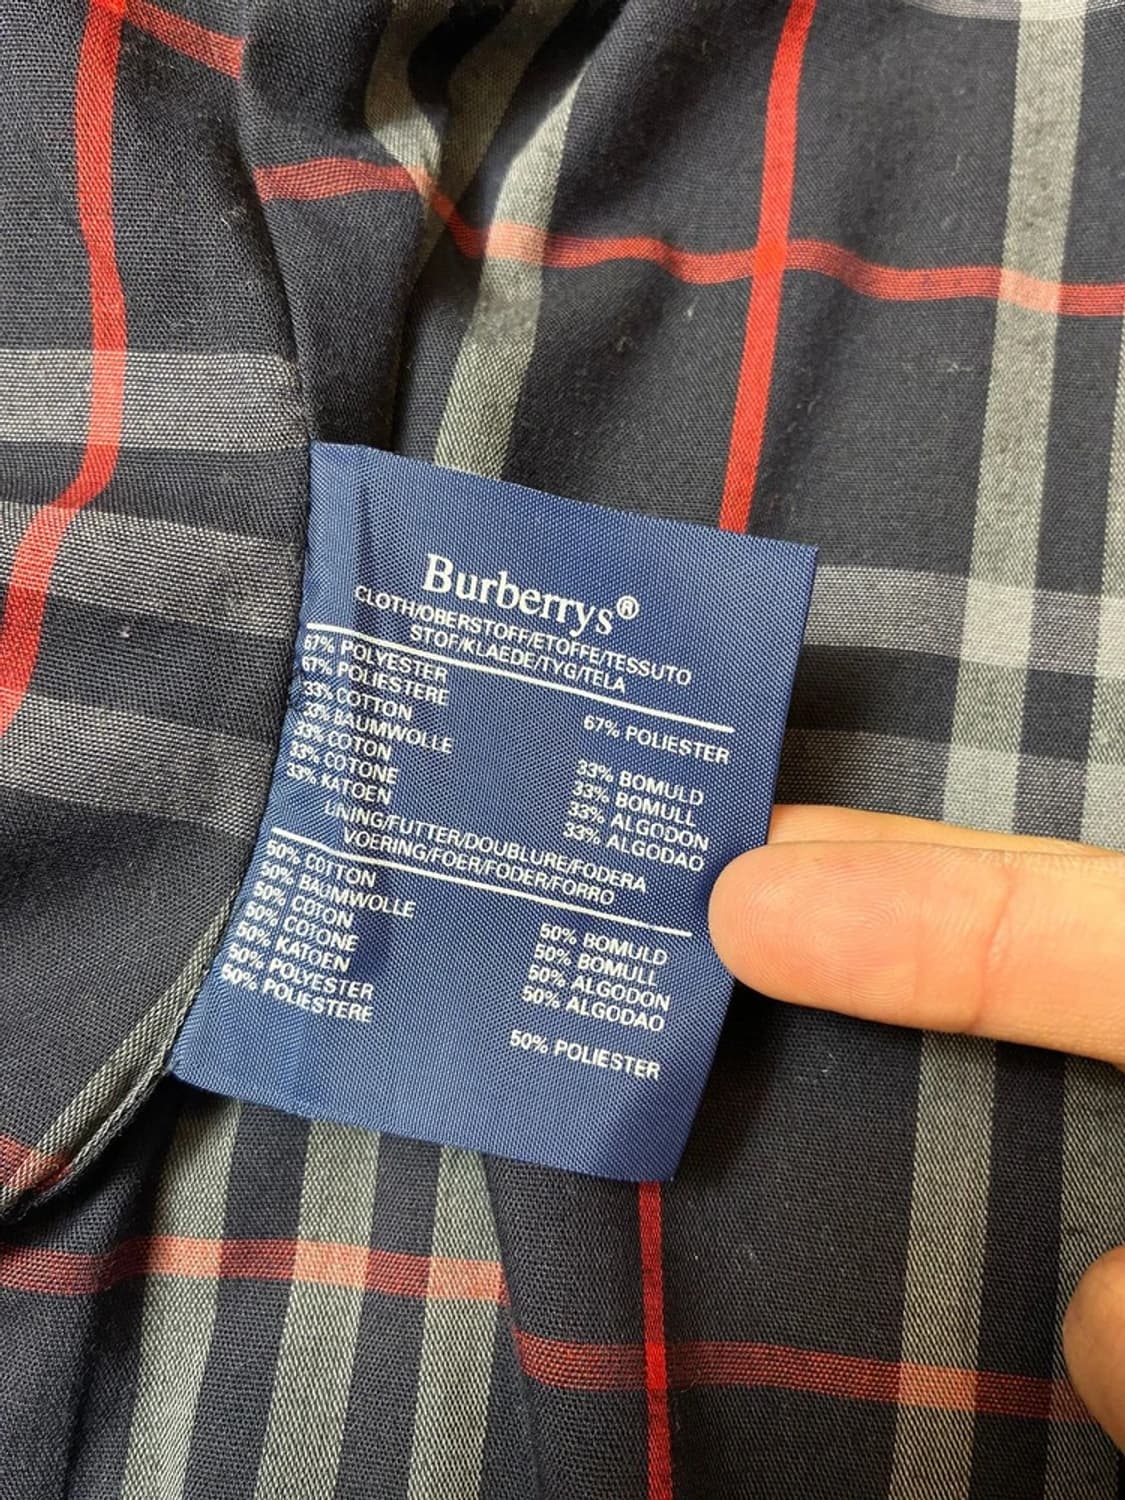 Burberrys®
CLOTH/OBERSTOFF/ETOFFE/TESSUTO
STOF/KLAEDE/TYG/TELA
67% POLYESTER
67% POLIESTERE
33% COTTON
33% BAUMWOLLE
33% COTON
33% COTONE
33% KATOEN
67% POLIESTER
33% BOMULD
33% BOMULL
33% ALGODON
33% ALGODAO
LINING/FUTTER/DOUBLURE/FODERA
VOERING/FOER/FODER/FORRO
50% COTTON
50% BAUMWOLLE
50% COTON
50% COTONE
50% KATOEN
50% POLYESTER
50% POLIESTERE
50% BOMULD
50% BOMULL
50% ALGODON
50% ALGODAO
50% POLIESTER